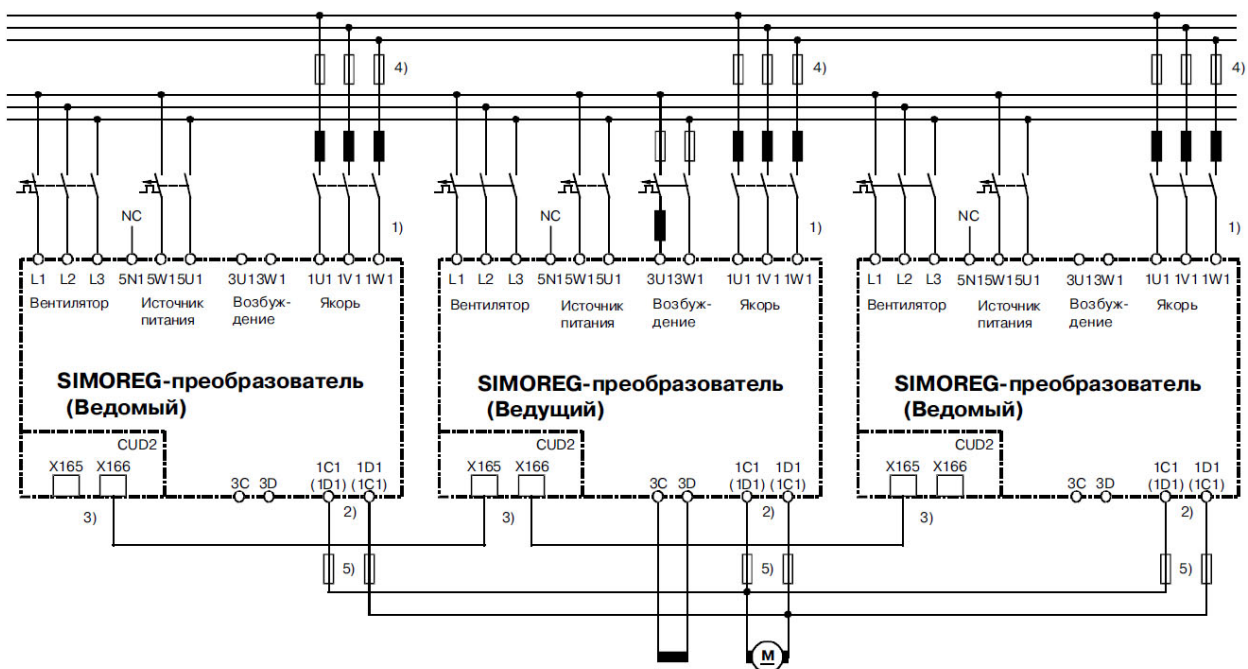 4) 4) 4)
NC NC NC
1) 1) 1)
L1 L2 L3 5N1 5W1 5U1 3U1 3W1 1U1 1V1 1W1
L1 L2 L3 5N1 5W1 5U1 3U1 3W1 1U1 1V1 1W1
L1 L2 L3 5N1 5W1 5U1 3U1 3W1 1U1 1V1 1W1
Вентилятор Источник Возбуж- Якорь
питания дение
Вентилятор Источник Возбуж- Якорь
питания дение
Вентилятор Источник Возбуж- Якорь
питания дение
SIMOREG-преобразователь
(Ведомый)
SIMOREG-преобразователь
(Ведущий)
SIMOREG-преобразователь
(Ведомый)
CUD2 CUD2 CUD2
X165 X166 1C1 1D1
3C 3D (1D1) (1C1)
X165 X166 1C1 1D1
3C 3D (1D1) (1C1)
X165 X166 1C1 1D1
3C 3D (1D1) (1C1)
3) 2) 3) 2) 3) 2)
5) 5) 5)
M